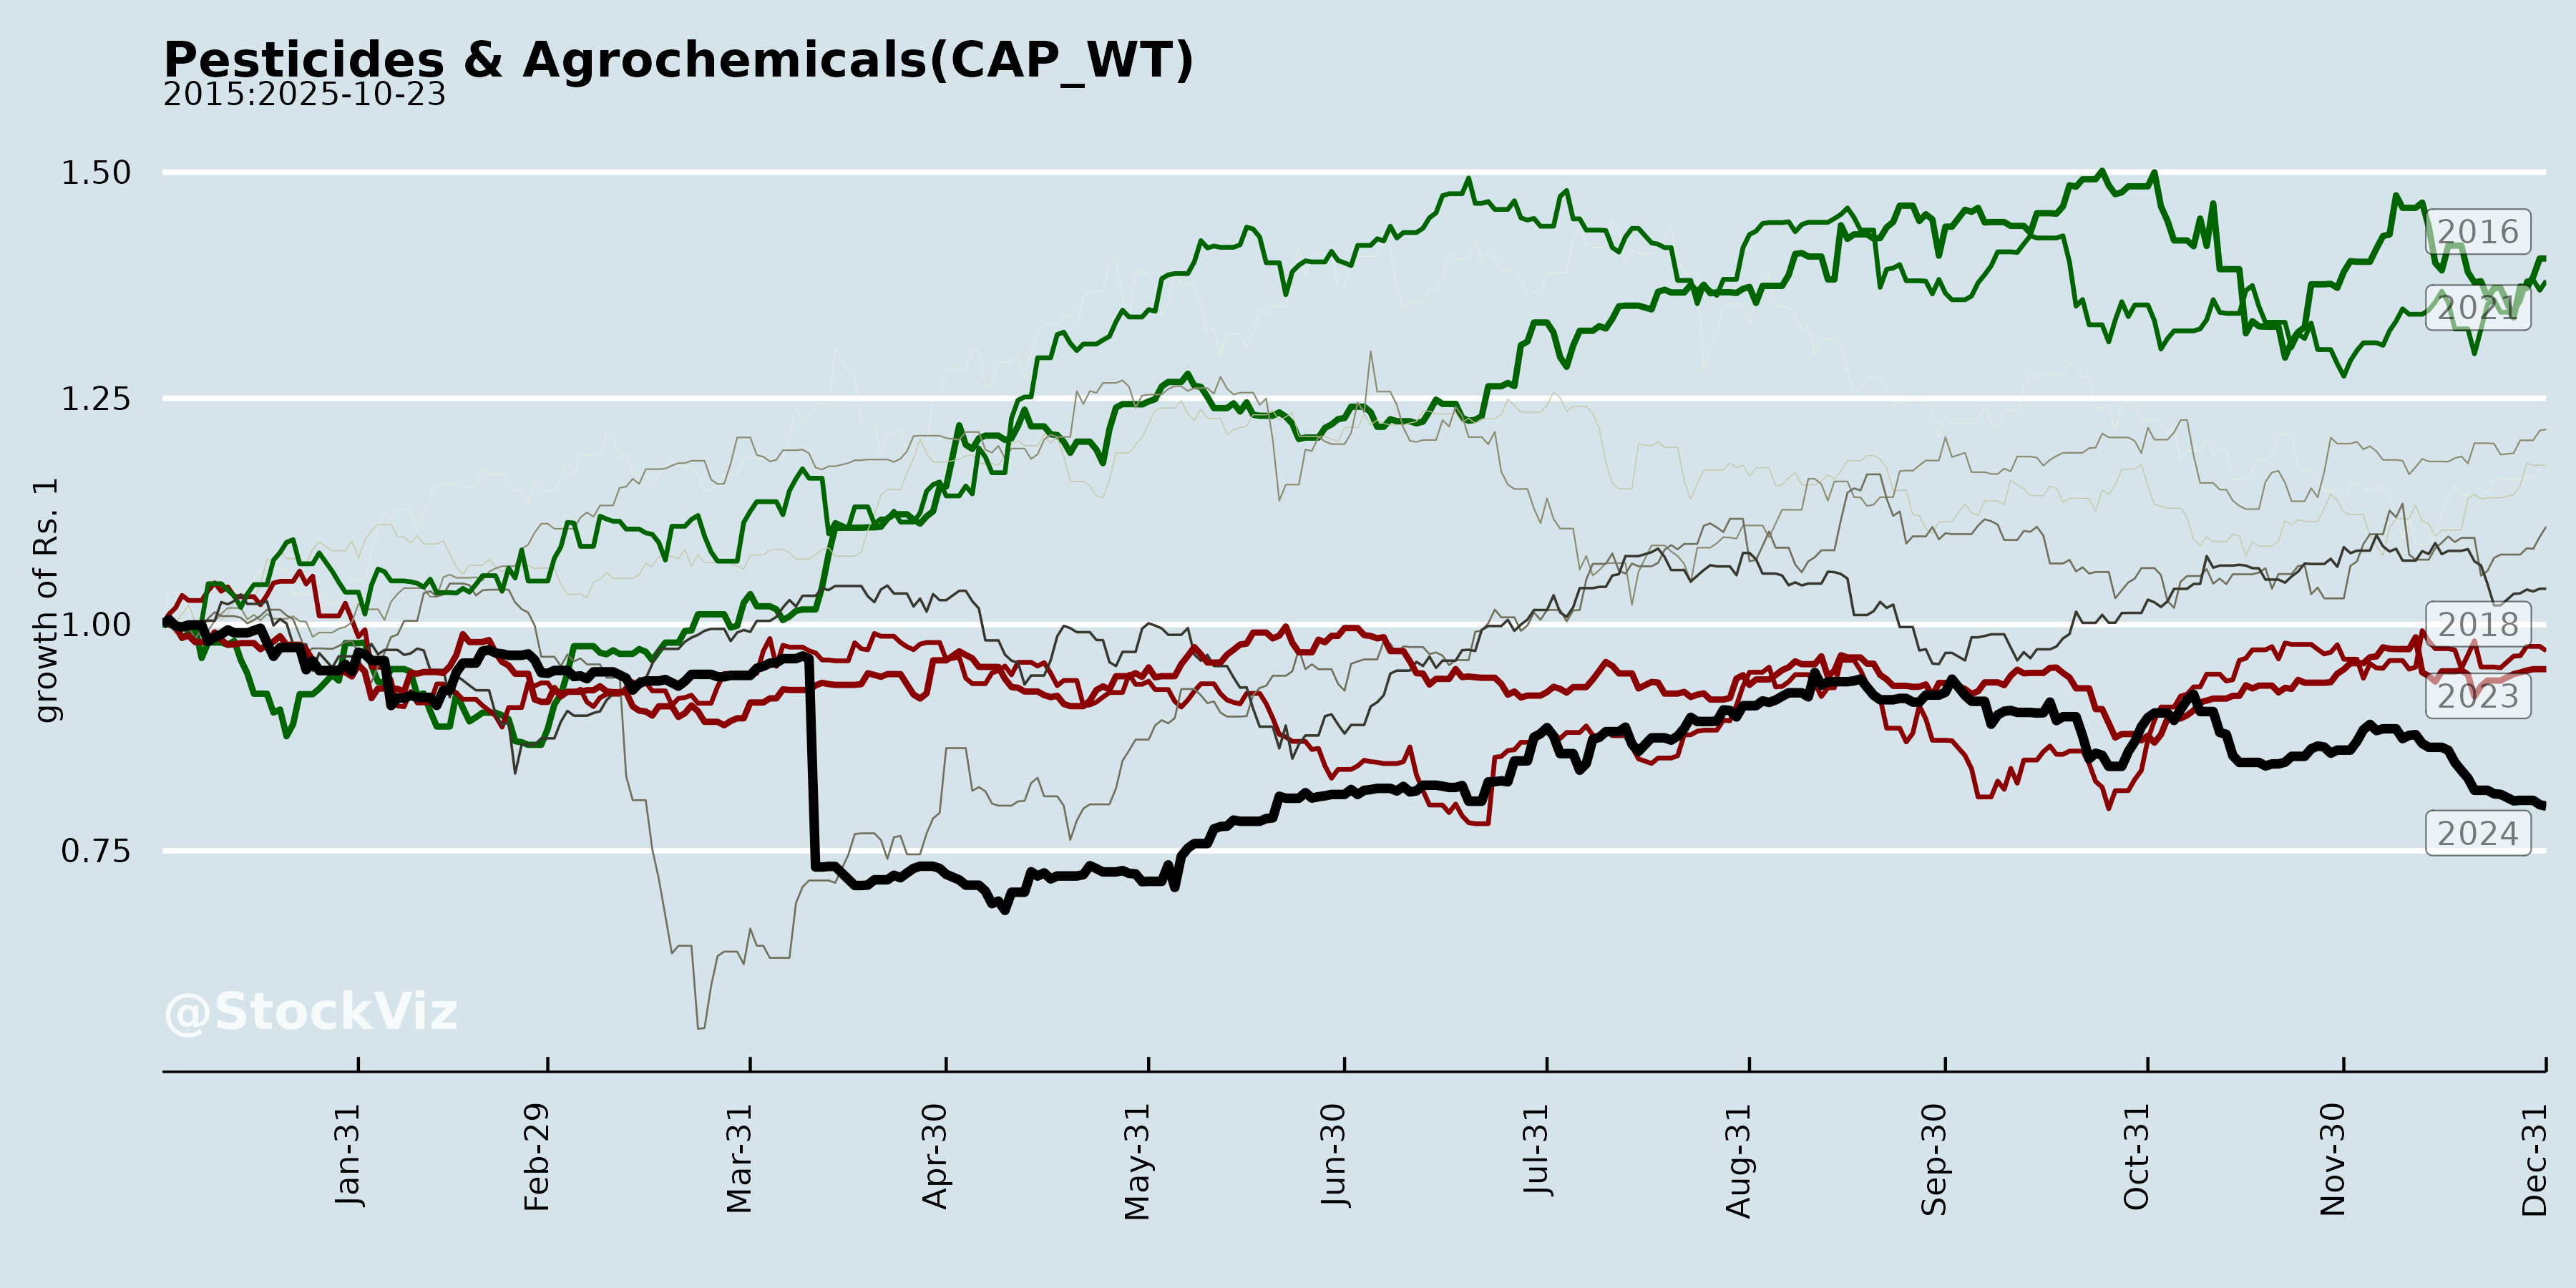 Pesticides & Agrochemicals(CAP_WT)
2015:2025-10-23
growth of Rs. 1
1.50
1.25
1.00
0.75
2016
2021
2018
2023
2024
@StockViz
Jan-31
Feb-29
Mar-31
Apr-30
May-31
Jun-30
Jul-31
Aug-31
Sep-30
Oct-31
Nov-30
Dec-31